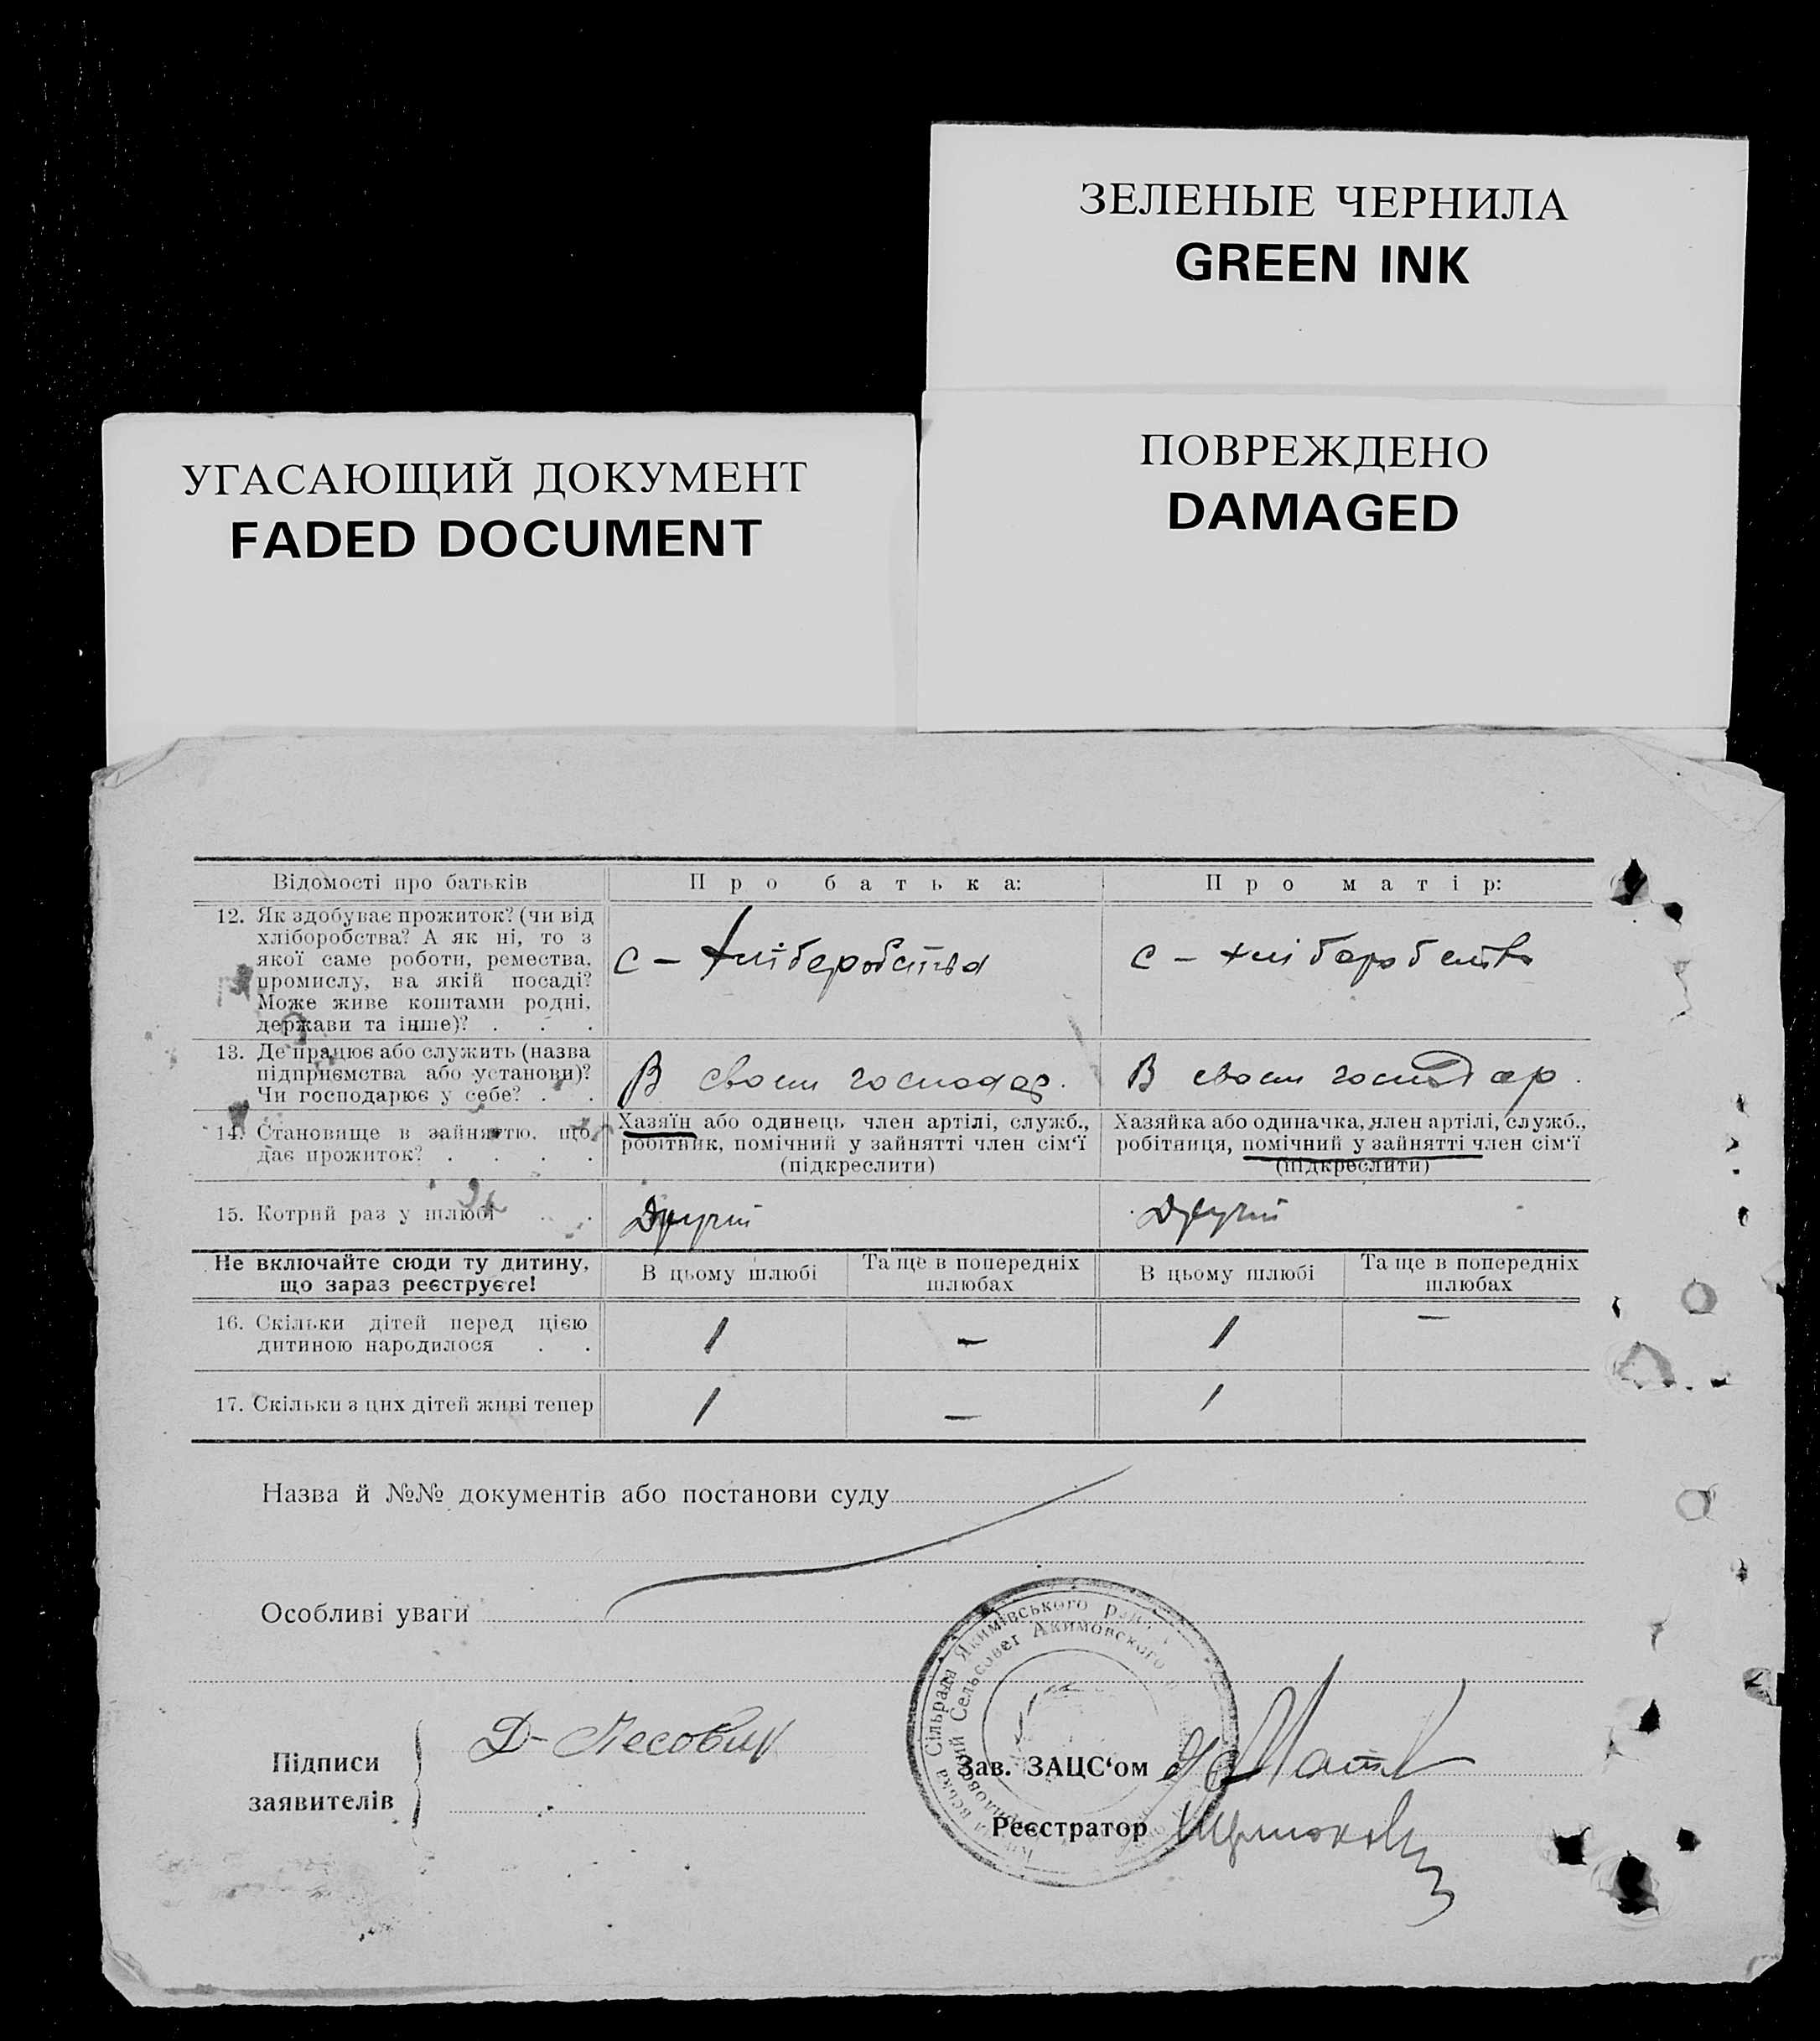 ЗЕЛЕНЫЕ ЧЕРНИЛА
GREEN INK
ПОВРЕЖДЕНО
DAMAGED
УГАСАЮЩИЙ ДОКУМЕНТ
FADED DOCUMENT
Відомості про батьків
Про батька:
Про матір:
12. Як здобуває прожиток? (чи від
хліборобства? А як ні, то з
якої саме роботи, ремества,
промислу, на якій посаді?
Може живе коштами родні,
держави та інше)? . . .
с – хліборобства
с – хліборобства
13. Де працює або служить (назва
підприємства або установи)?
Чи господарює у себе? . .
В своєм господар.
В своєм господар.
14. Становище в зайняттю, що
дає прожиток? . . . .
Хазяїн або одинець член артілі, служб.,
робітник, помічний у зайнятті член сім‘ї
(підкреслити)
Хазяйка або одиначка, член артілі, служб.,
робітниця, помічний у зайнятті член сім‘ї
(підкреслити)
15. Котрий раз у шлюбі . .
Другий
Другий
Не включайте сюди ту дитину,
що зараз реєструєте!
В цьому шлюбі
Та ще в попередніх
шлюбах
В цьому шлюбі
Та ще в попередніх
шлюбах
16. Скільки дітей перед цією
дитиною народилося . .
1
–
1
–
17. Скільки з цих дітей живі тепер
1
–
1
Назва й №№ документів або постанови суду
Особливі уваги
Сільрада Якимівського
Сельсовет Акимовского
Підписи
заявителів
Д- Лесовик
Зав. ЗАЦС‘ом
Реєстратор